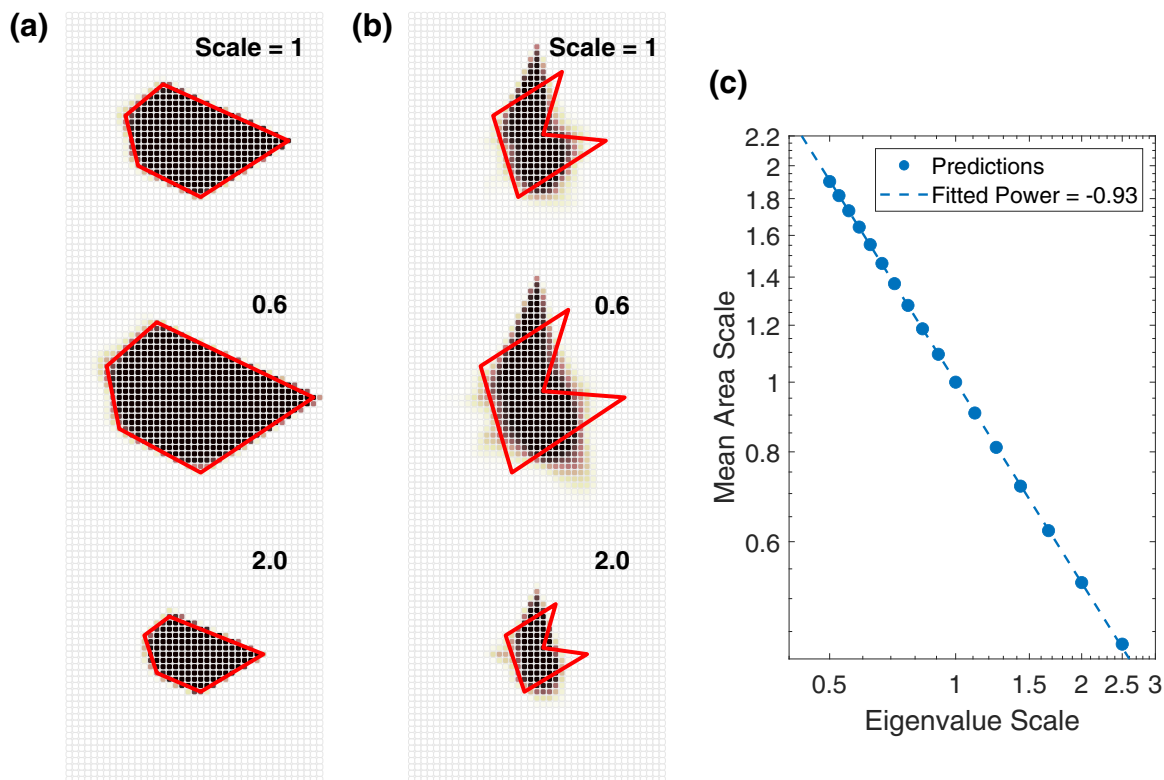 (a)
Scale = 1
0.6
2.0
(b)
Scale = 1
0.6
2.0
(c)
Predictions
Fitted Power = -0.93
2.2
2
1.8
1.6
1.4
1.2
1
0.8
0.6
Mean Area Scale
0.5 1 1.5 2 2.5 3
Eigenvalue Scale